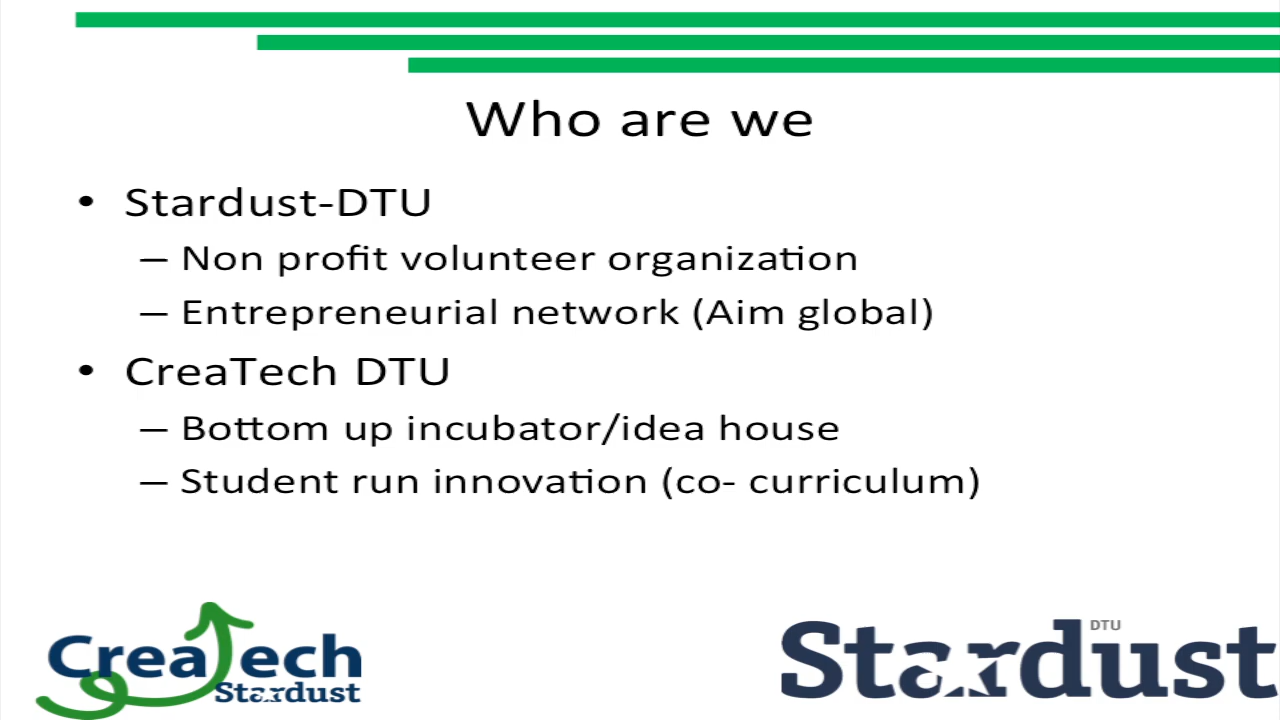 Who are we
• Stardust-DTU
– Non profit volunteer organization
– Entrepreneurial network (Aim global)
• CreaTech DTU
– Bottom up incubator/idea house
– Student run innovation (co- curriculum)
CreaTech
Stardust
DTU
Stardust